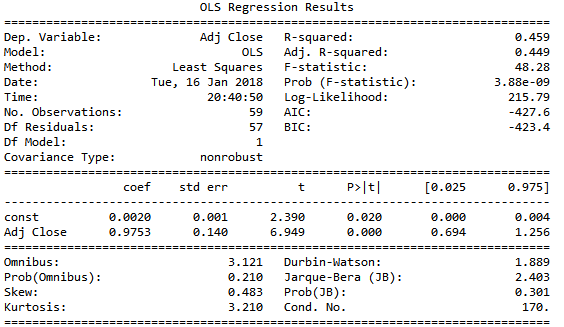 OLS Regression Results
==============================================================================
Dep. Variable: Adj Close R-squared: 0.459
Model: OLS Adj. R-squared: 0.449
Method: Least Squares F-statistic: 48.28
Date: Tue, 16 Jan 2018 Prob (F-statistic): 3.88e-09
Time: 20:40:50 Log-Likelihood: 215.79
No. Observations: 59 AIC: -427.6
Df Residuals: 57 BIC: -423.4
Df Model: 1
Covariance Type: nonrobust
==============================================================================
coef std err t P>|t| [0.025 0.975]
------------------------------------------------------------------------------
const 0.0020 0.001 2.390 0.020 0.000 0.004
Adj Close 0.9753 0.140 6.949 0.000 0.694 1.256
==============================================================================
Omnibus: 3.121 Durbin-Watson: 1.889
Prob(Omnibus): 0.210 Jarque-Bera (JB): 2.403
Skew: 0.483 Prob(JB): 0.301
Kurtosis: 3.210 Cond. No. 170.
==============================================================================